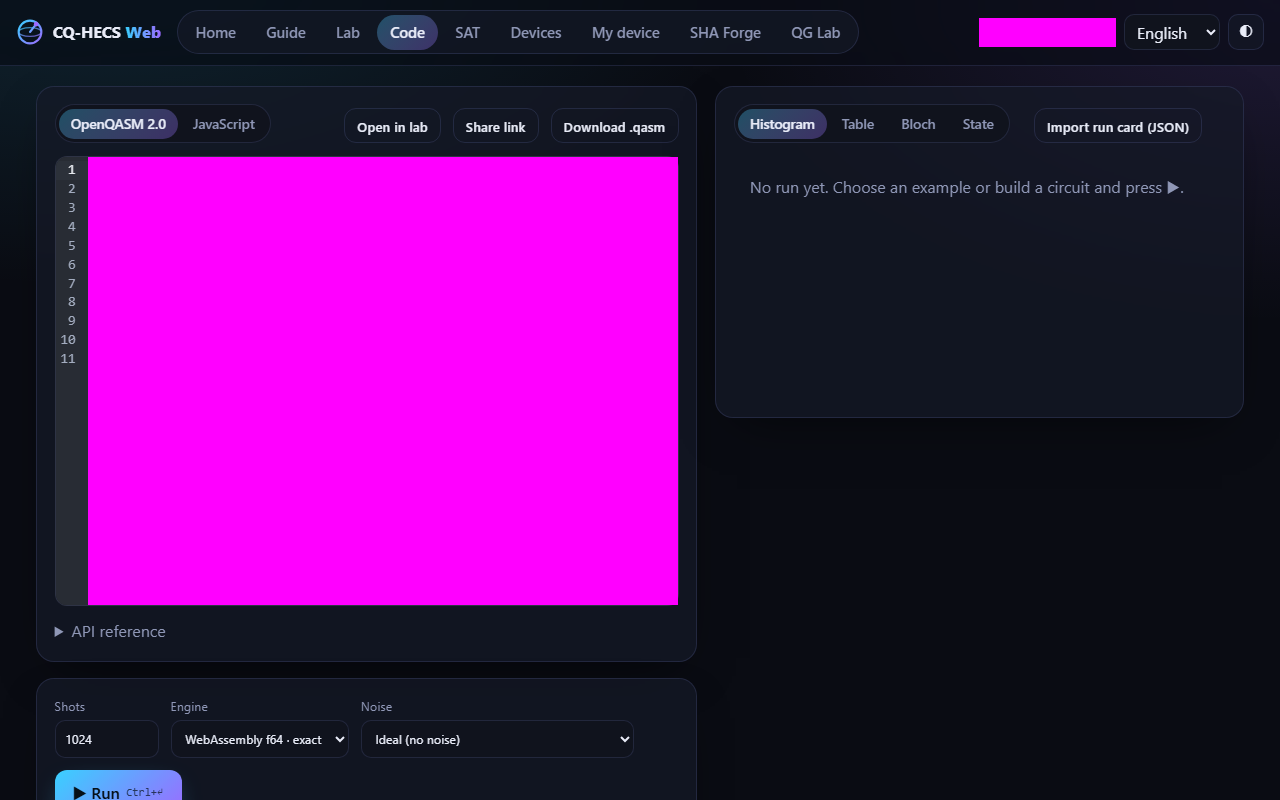 CQ-HECS Web
Home Guide Lab Code SAT Devices My device SHA Forge QG Lab
English
OpenQASM 2.0 JavaScript
Open in lab Share link Download .qasm
1
2
3
4
5
6
7
8
9
10
11
▶ API reference
Shots Engine Noise
1024 WebAssembly f64 · exact Ideal (no noise)
▶ Run Ctrl+↵
Histogram Table Bloch State
Import run card (JSON)
No run yet. Choose an example or build a circuit and press ▶.